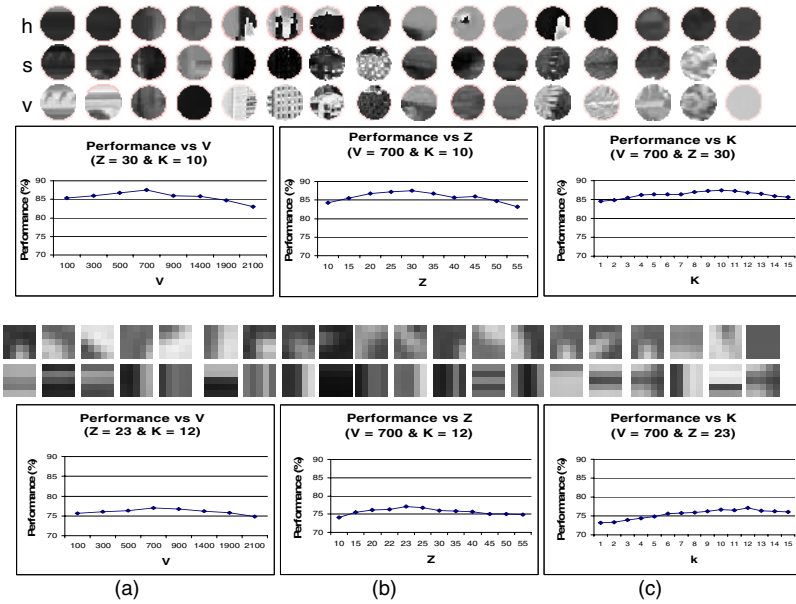 h
s
v
Performance vs V
(Z = 30 & K = 10)
Performance (%)
90
85
80
75
70
100 300 500 700 900 1400 1900 2100
V
Performance vs Z
(V = 700 & K = 10)
Performance (%)
90
85
80
75
70
10 15 20 25 30 35 40 45 50 55
Z
Performance vs K
(V = 700 & Z = 30)
Performance (%)
90
85
80
75
70
1 2 3 4 5 6 7 8 9 10 11 12 13 14 15
K
Performance vs V
(Z = 23 & K = 12)
Performance (%)
90
85
80
75
70
100 300 500 700 900 1400 1900 2100
V
Performance vs Z
(V = 700 & K = 12)
Performance (%)
90
85
80
75
70
10 15 20 22 23 25 30 35 40 45 50 55
Z
Performance vs K
(V = 700 & Z = 23)
Performance (%)
90
85
80
75
70
1 2 3 4 5 6 7 8 9 10 11 12 13 14 15
k
(a) (b) (c)